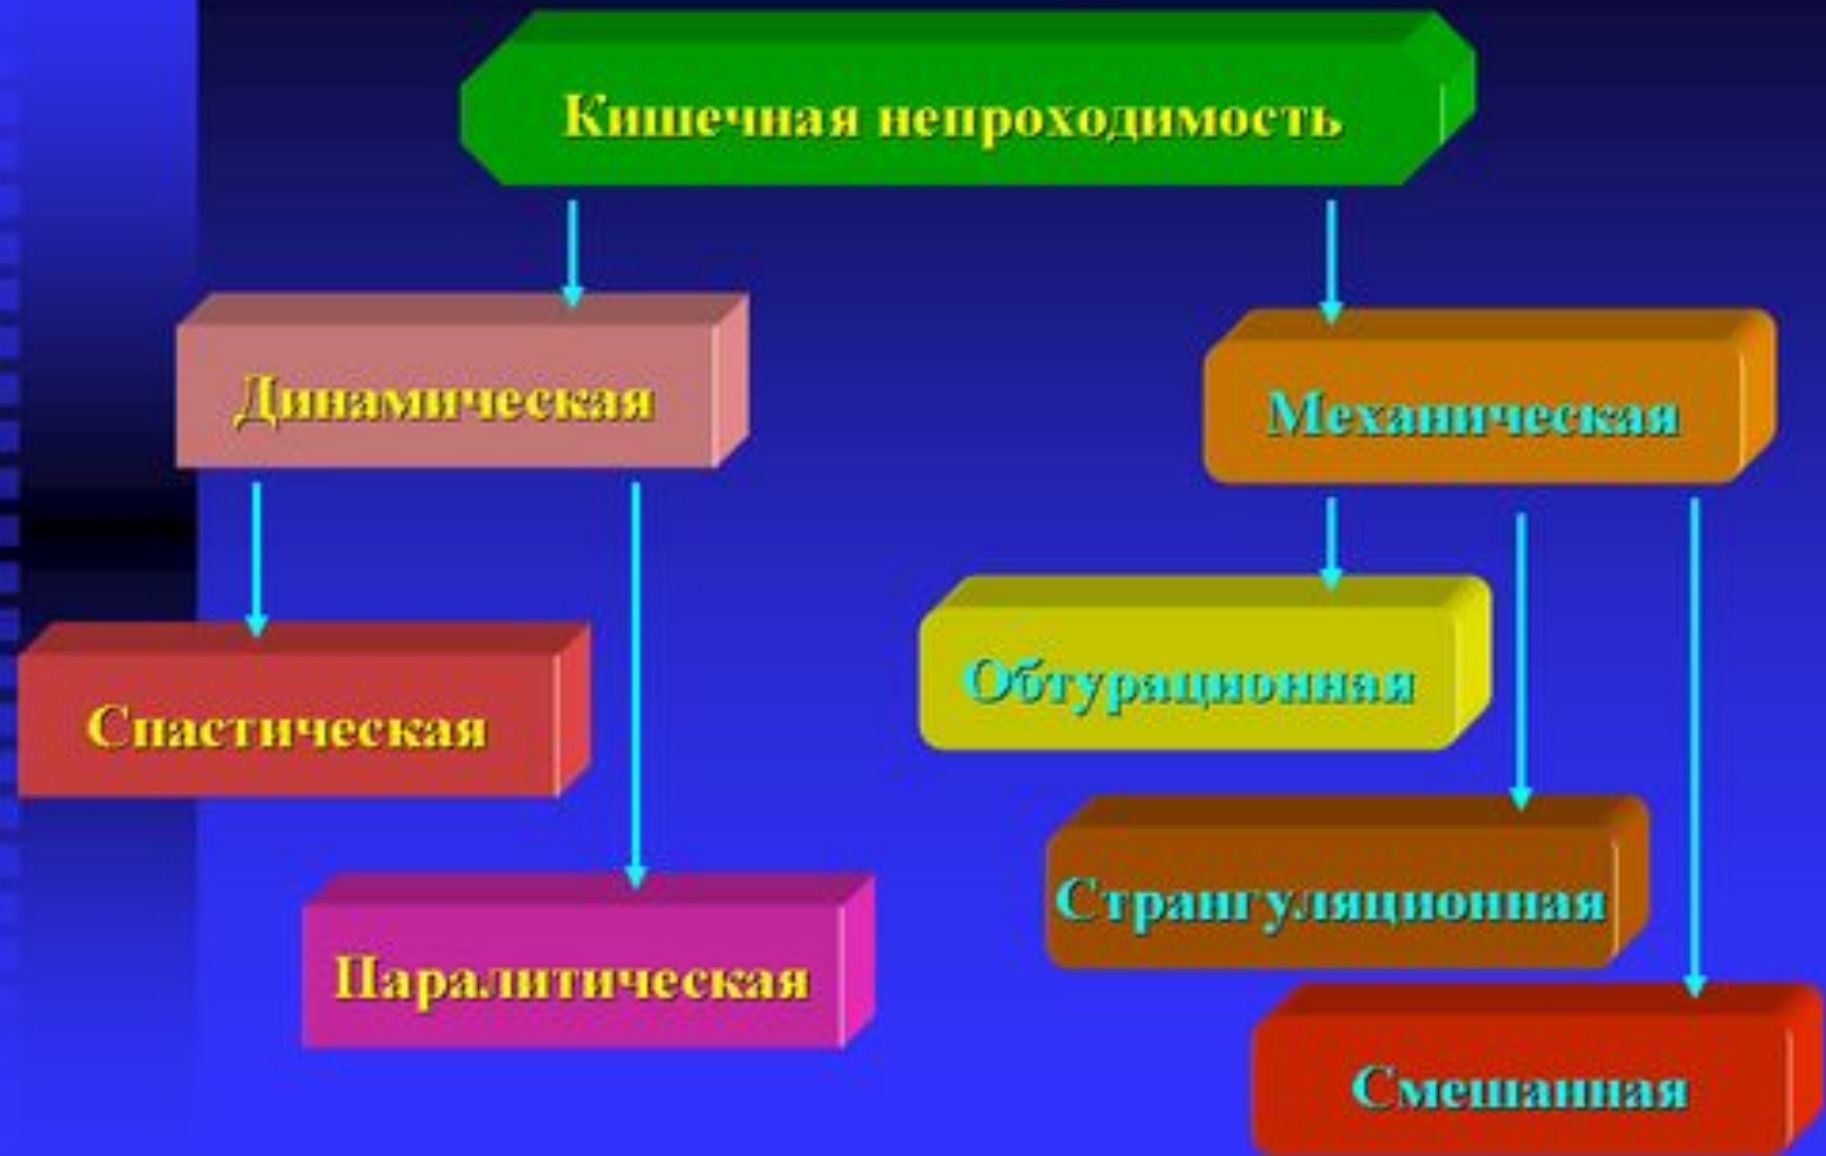 Кишечная непроходимость
Динамическая
Механическая
Спастическая
Обтурационная
Странгуляционная
Паралитическая
Смешанная